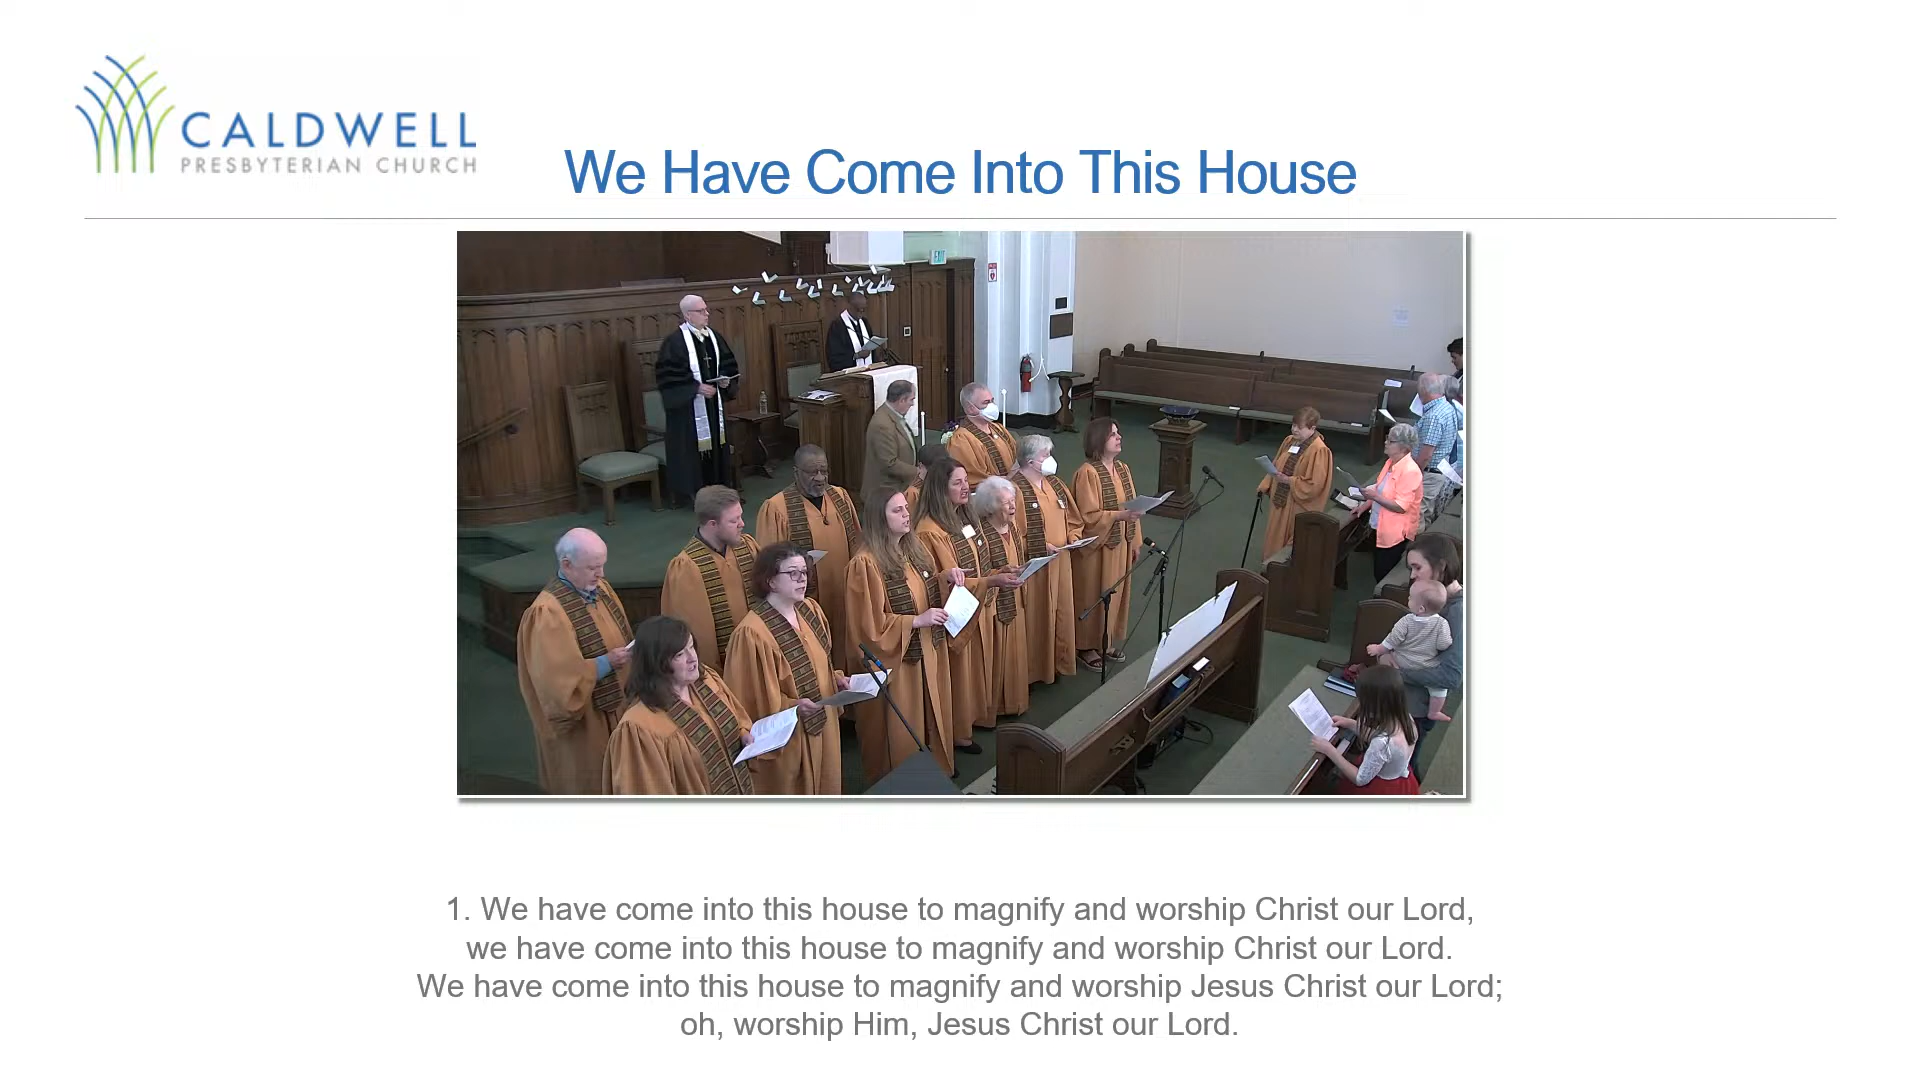 CALDWELL
PRESBYTERIAN CHURCH
We Have Come Into This House
EXIT
1. We have come into this house to magnify and worship Christ our Lord,
we have come into this house to magnify and worship Christ our Lord.
We have come into this house to magnify and worship Jesus Christ our Lord;
oh, worship Him, Jesus Christ our Lord.